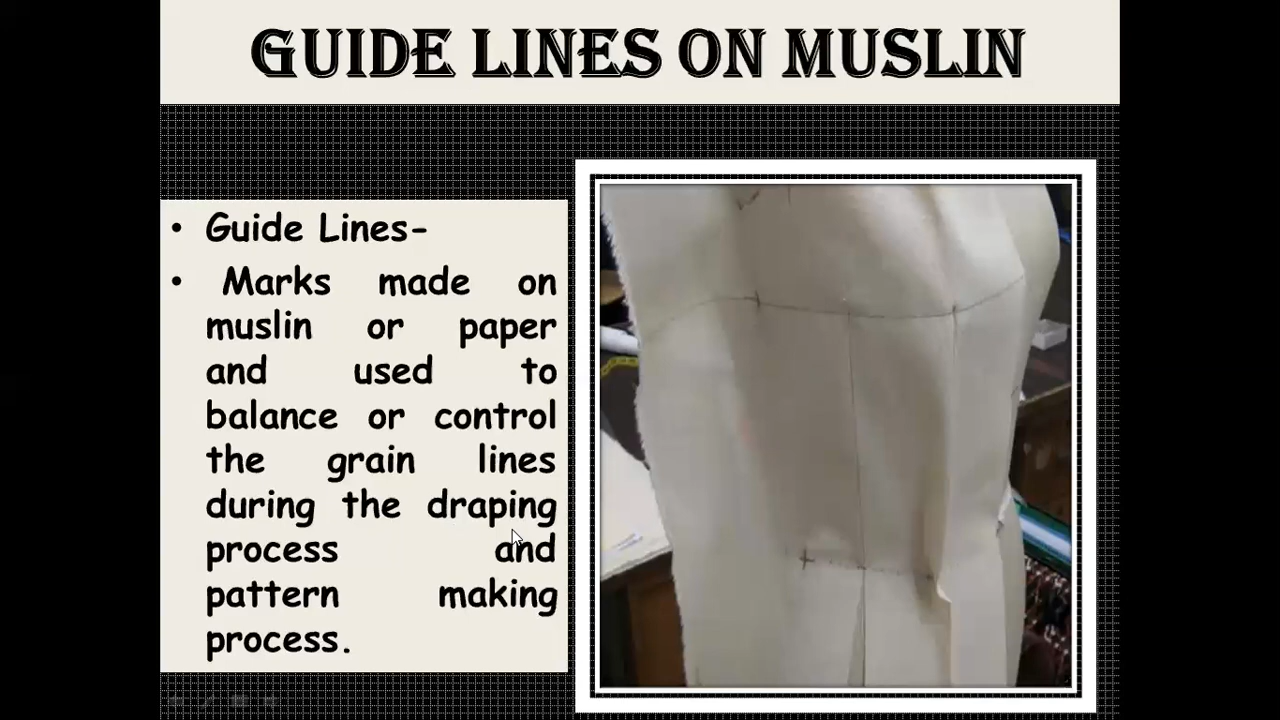 GUIDE LINES ON MUSLIN
• Guide Lines-
• Marks made on
muslin or paper
and used to
balance or control
the grain lines
during the draping
process and
pattern making
process.